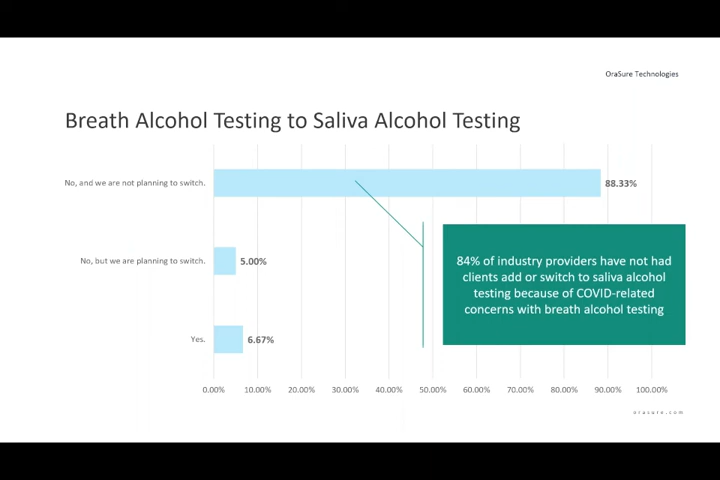 OraSure Technologies
Breath Alcohol Testing to Saliva Alcohol Testing
No, and we are not planning to switch.
88.33%
84% of industry providers have not had
clients add or switch to saliva alcohol
testing because of COVID-related
concerns with breath alcohol testing
No, but we are planning to switch.
5.00%
Yes.
6.67%
0.00% 10.00% 20.00% 30.00% 40.00% 50.00% 60.00% 70.00% 80.00% 90.00% 100.00%
orasure.com